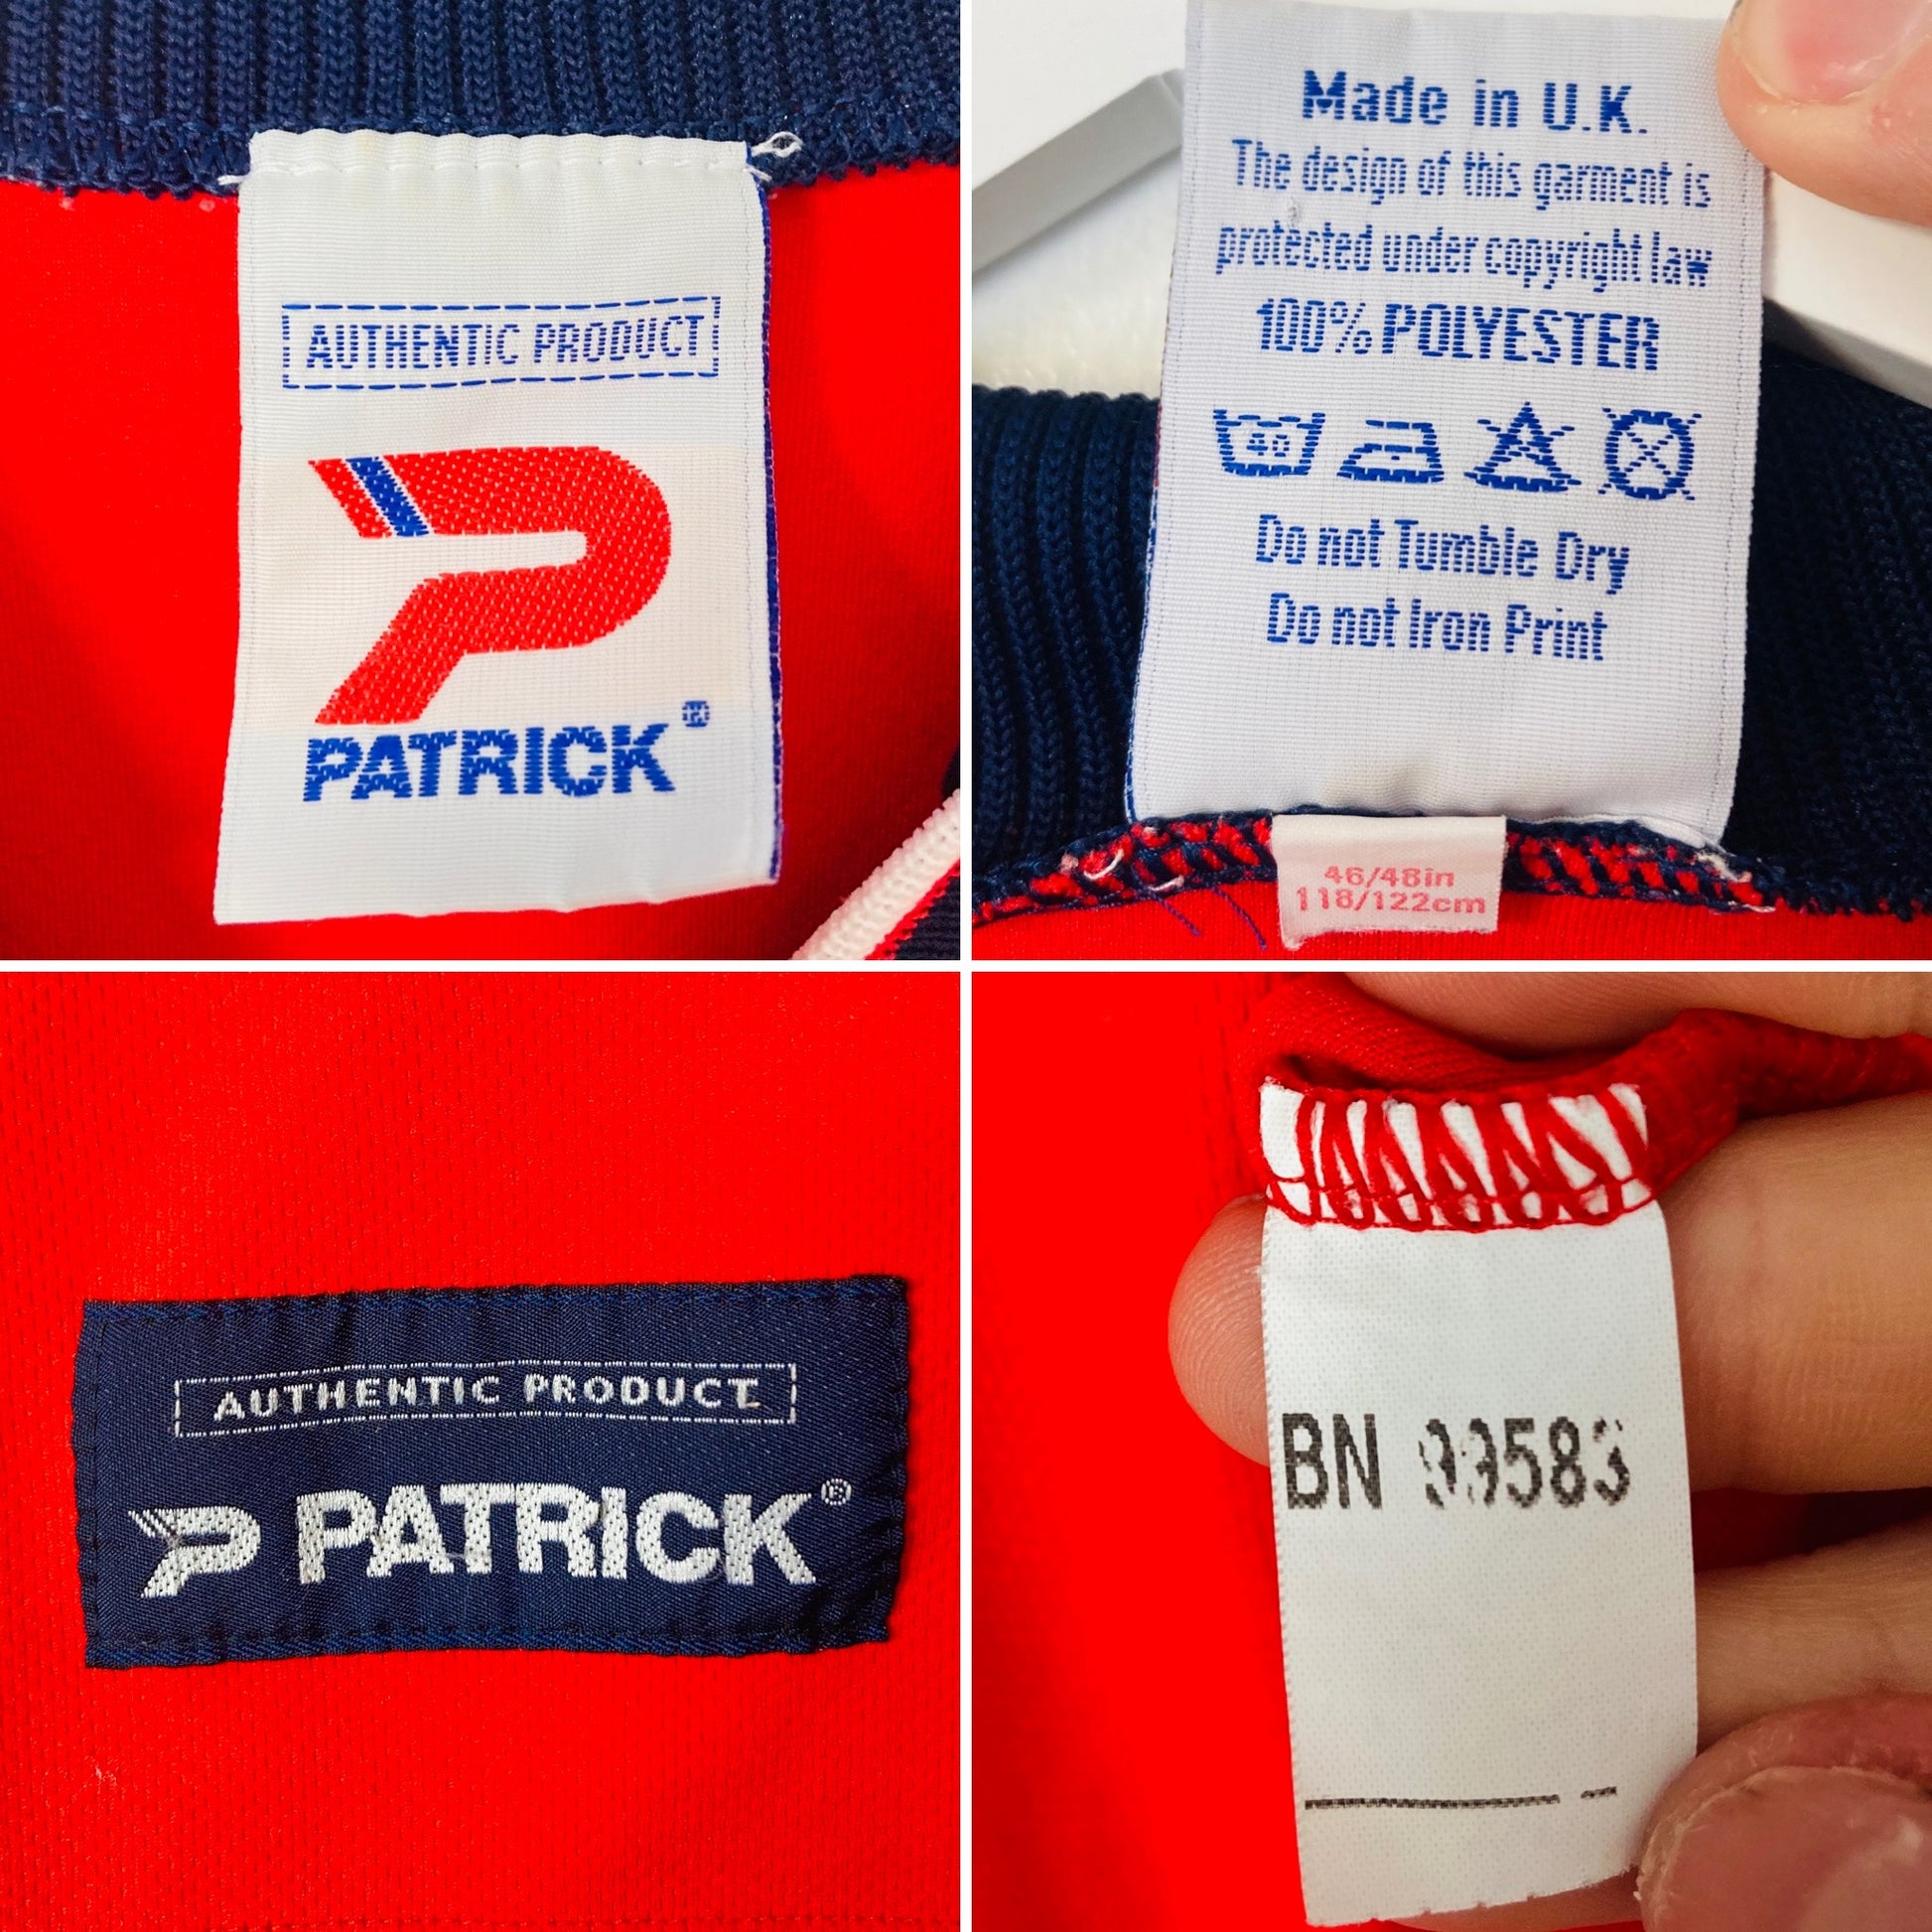 AUTHENTIC PRODUCT
PATRICK®
Made in U.K.
The design of this garment is
protected under copyright law
100% POLYESTER
40
Do not Tumble Dry
Do not Iron Print
46/48in
118/122cm
AUTHENTIC PRODUCT
PATRICK®
BN 99583